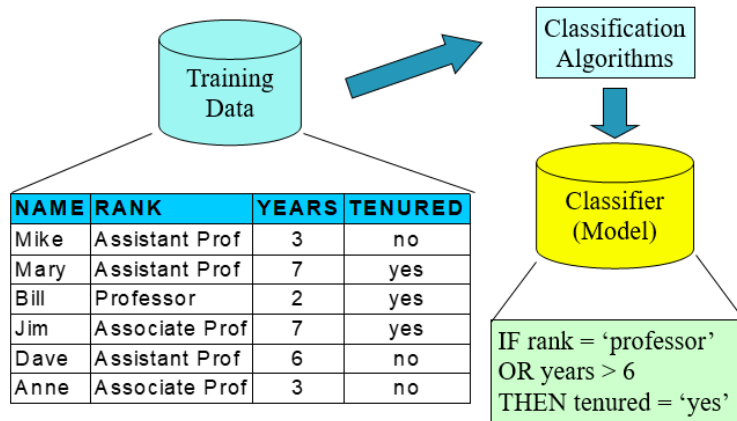 Training
Data
Classification
Algorithms
NAME RANK YEARS TENURED
Mike Assistant Prof 3 no
Mary Assistant Prof 7 yes
Bill Professor 2 yes
Jim Associate Prof 7 yes
Dave Assistant Prof 6 no
Anne Associate Prof 3 no
Classifier
(Model)
IF rank = ‘professor’
OR years > 6
THEN tenured = ‘yes’